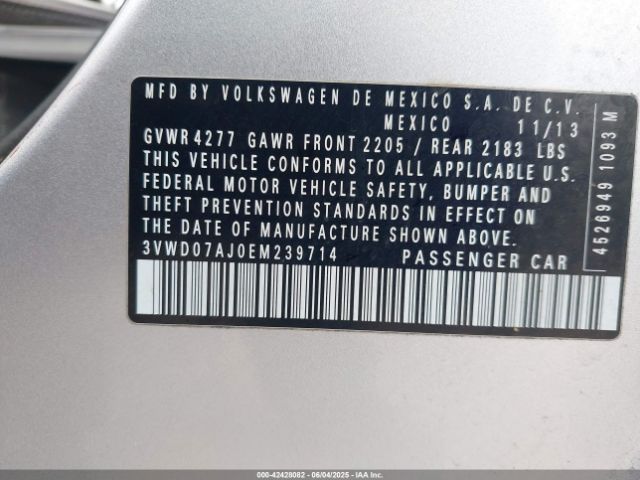 MFD BY VOLKSWAGEN DE MEXICO S.A. DE C.V.
MEXICO 11/13
GVWR 4277 GAWR FRONT 2205 / REAR 2183 LBS
THIS VEHICLE CONFORMS TO ALL APPLICABLE U.S.
FEDERAL MOTOR VEHICLE SAFETY, BUMPER AND
THEFT PREVENTION STANDARDS IN EFFECT ON
THE DATE OF MANUFACTURE SHOWN ABOVE.
3VWD07AJ0EM239714 PASSENGER CAR
4526949 1093 M
000-42428082 - 06/04/2025 - IAAI.com